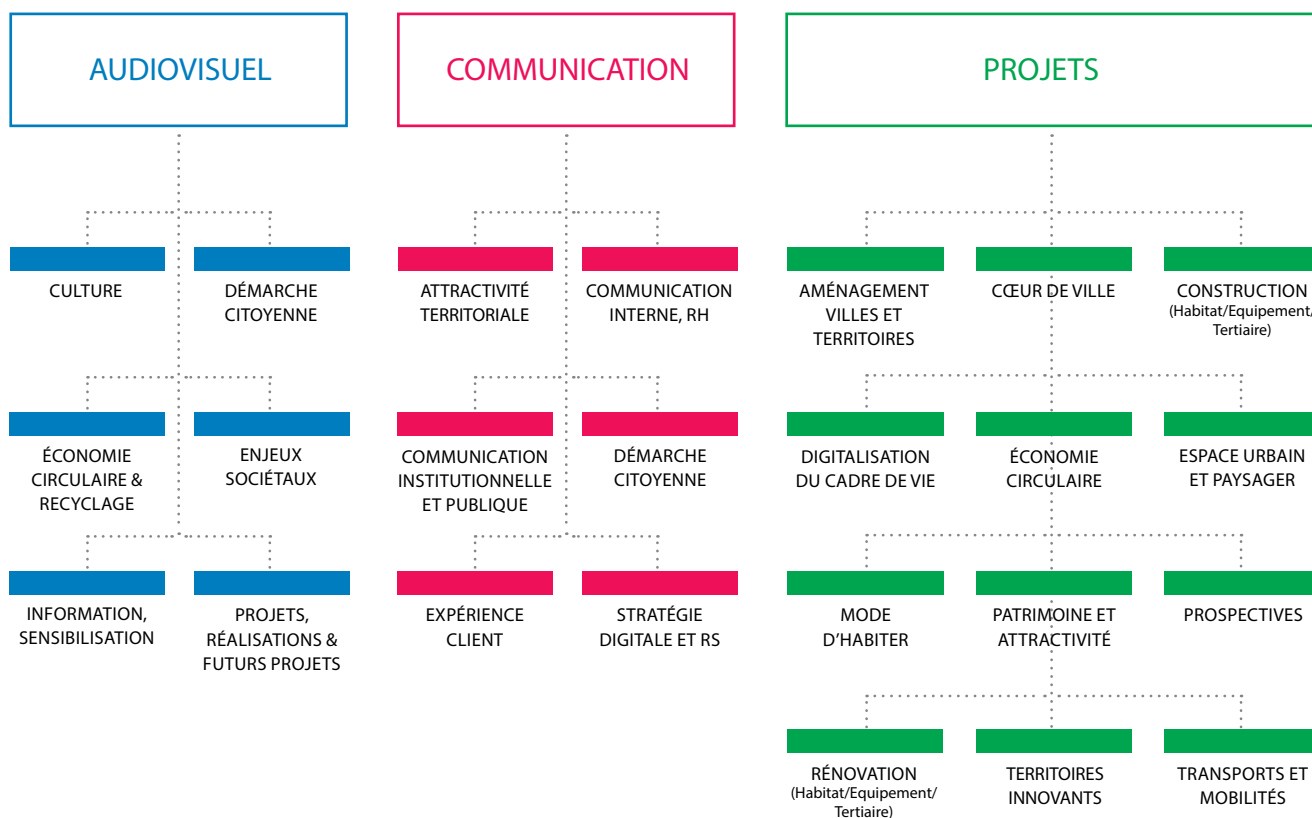 AUDIOVISUEL
CULTURE
DÉMARCHE
CITOYENNE
ÉCONOMIE
CIRCULAIRE &
RECYCLAGE
ENJEUX
SOCIÉTAUX
INFORMATION,
SENSIBILISATION
PROJETS,
RÉALISATIONS &
FUTURS PROJETS
COMMUNICATION
ATTRACTIVITÉ
TERRITORIALE
COMMUNICATION
INTERNE, RH
COMMUNICATION
INSTITUTIONNELLE
ET PUBLIQUE
DÉMARCHE
CITOYENNE
EXPÉRIENCE
CLIENT
STRATÉGIE
DIGITALE ET RS
PROJETS
AMÉNAGEMENT
VILLES ET
TERRITOIRES
CŒUR DE VILLE
CONSTRUCTION
(Habitat/Equipement/
Tertiaire)
DIGITALISATION
DU CADRE DE VIE
ÉCONOMIE
CIRCULAIRE
ESPACE URBAIN
ET PAYSAGER
MODE
D'HABITER
PATRIMOINE ET
ATTRACTIVITÉ
PROSPECTIVES
RÉNOVATION
(Habitat/Equipement/
Tertiaire)
TERRITOIRES
INNOVANTS
TRANSPORTS ET
MOBILITÉS